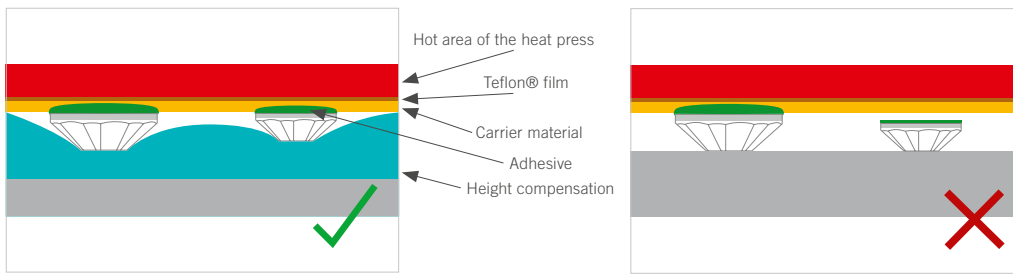 Hot area of the heat press
Teflon® film
Carrier material
Adhesive
Height compensation